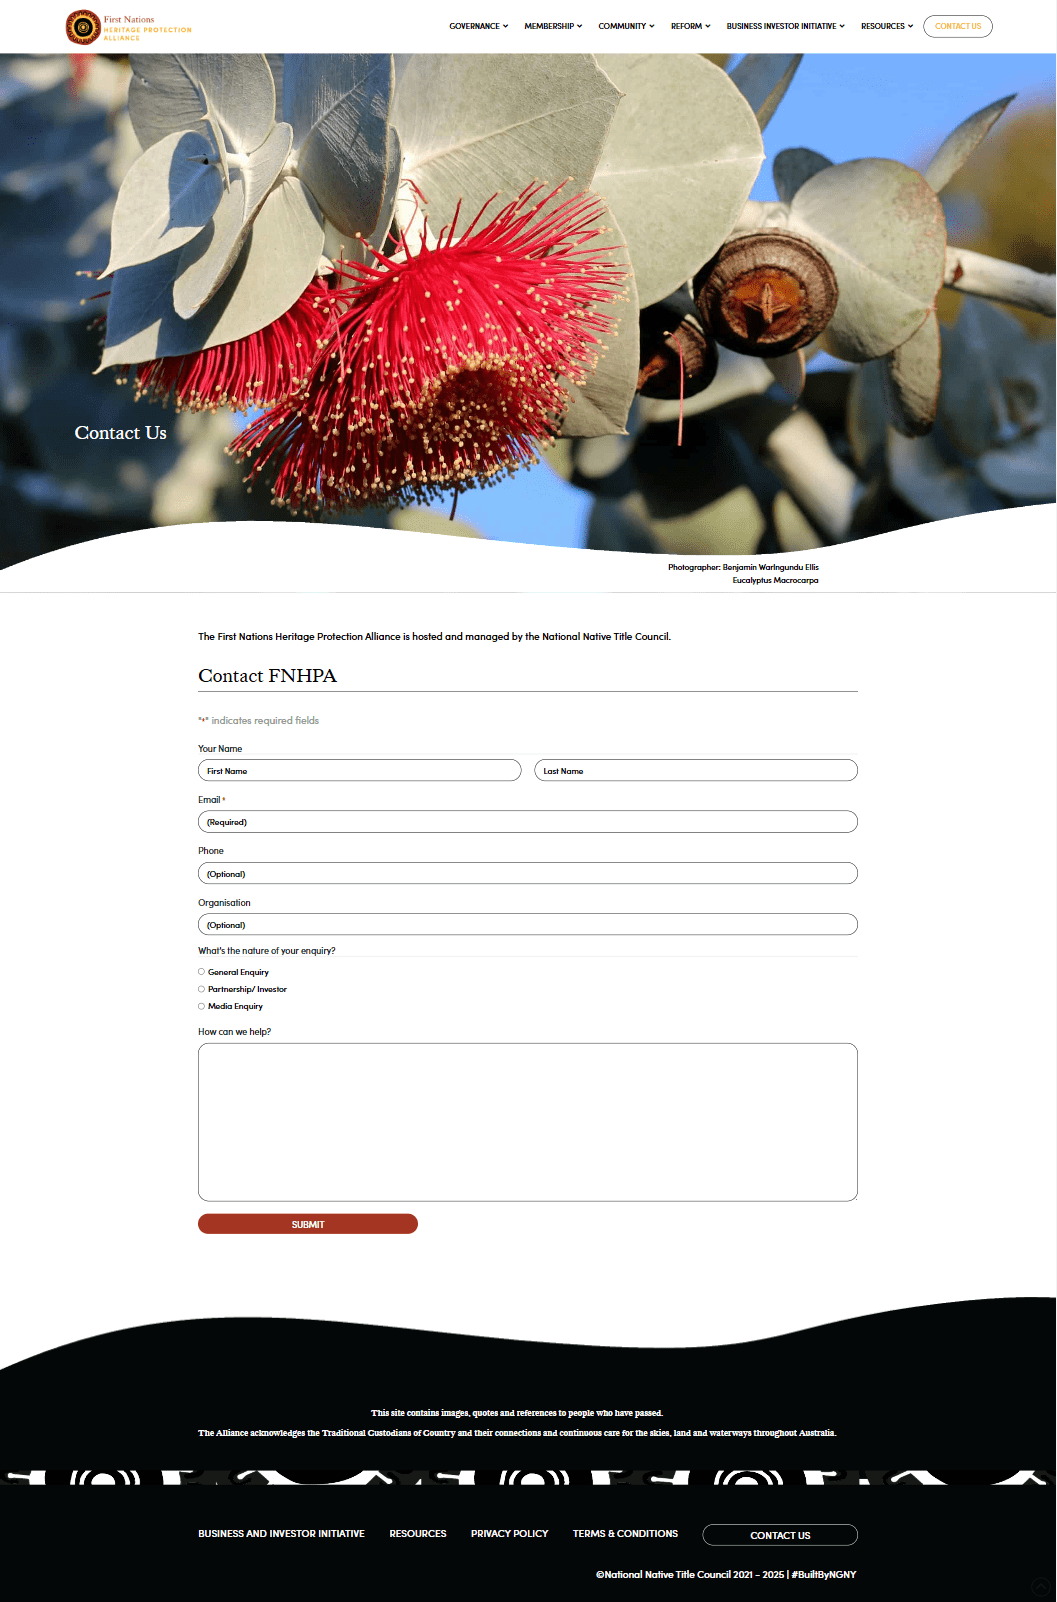 First Nations
HERITAGE PROTECTION
ALLIANCE
GOVERNANCE MEMBERSHIP COMMUNITY REFORM BUSINESS INVESTOR INITIATIVE RESOURCES CONTACT US
Contact Us
Photographer: Benjamin Warlngundu Ellis
Eucalyptus Macrocarpa
The First Nations Heritage Protection Alliance is hosted and managed by the National Native Title Council.
Contact FNHPA
"*" indicates required fields
Your Name
First Name Last Name
Email *
(Required)
Phone
(Optional)
Organisation
(Optional)
What's the nature of your enquiry?
General Enquiry
Partnership/ Investor
Media Enquiry
How can we help?
SUBMIT
This site contains images, quotes and references to people who have passed.
The Alliance acknowledges the Traditional Custodians of Country and their connections and continuous care for the skies, land and waterways throughout Australia.
BUSINESS AND INVESTOR INITIATIVE RESOURCES PRIVACY POLICY TERMS & CONDITIONS CONTACT US
©National Native Title Council 2021 - 2025 | #BuiltByNGNY